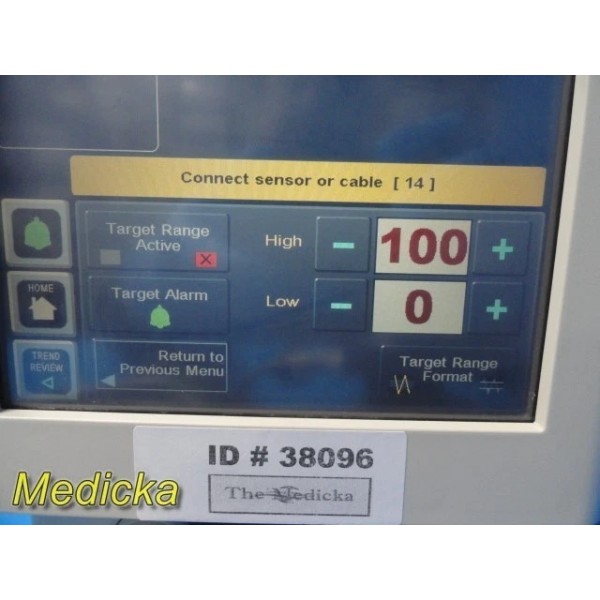 Connect sensor or cable [ 14 ]
Target Range
Active
High
100
Target Alarm
Low
0
HOME
TREND
REVIEW
Return to
Previous Menu
Target Range
Format
ID # 38096
The Medicka
Medicka